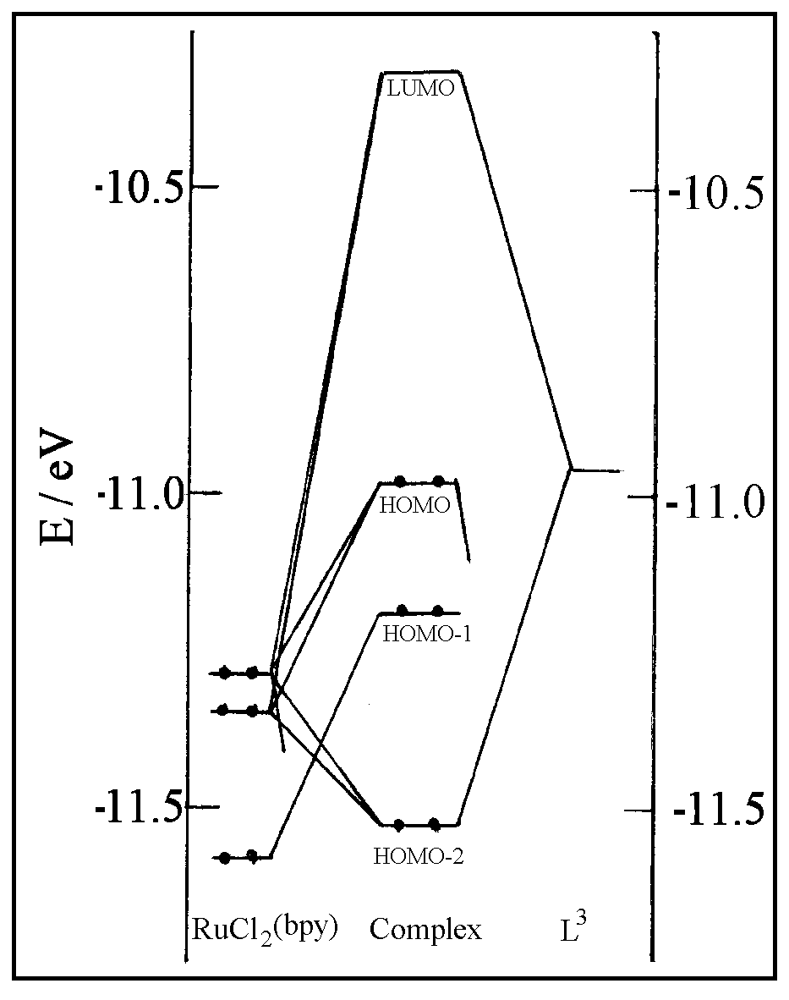 LUMO
-10.5
-10.5
E / eV
-11.0
-11.0
HOMO
HOMO-1
-11.5
-11.5
HOMO-2
RuCl₂(bpy) Complex L³